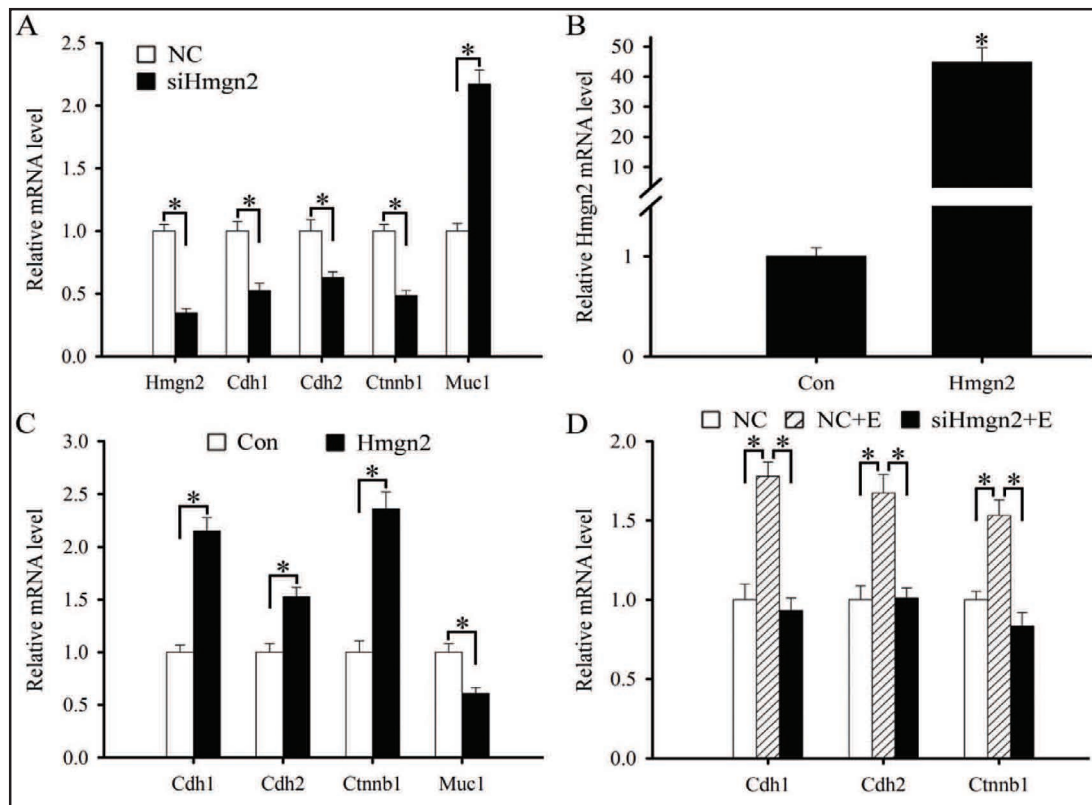 A
2.5
NC
siHmgn2
2.0
1.5
1.0
0.5
0.0
Relative mRNA level
* * * * *
Hmgn2 Cdh1 Cdh2 Ctnnb1 Muc1
B
50
40
30
20
10
1
0
Relative Hmgn2 mRNA level
*
Con Hmgn2
C
3.0
Con Hmgn2
2.5
2.0
1.5
1.0
0.5
0.0
Relative mRNA level
* * * *
Cdh1 Cdh2 Ctnnb1 Muc1
D
NC NC+E siHmgn2+E
2.0
1.5
1.0
0.5
0.0
Relative mRNA level
* * * * * *
Cdh1 Cdh2 Ctnnb1